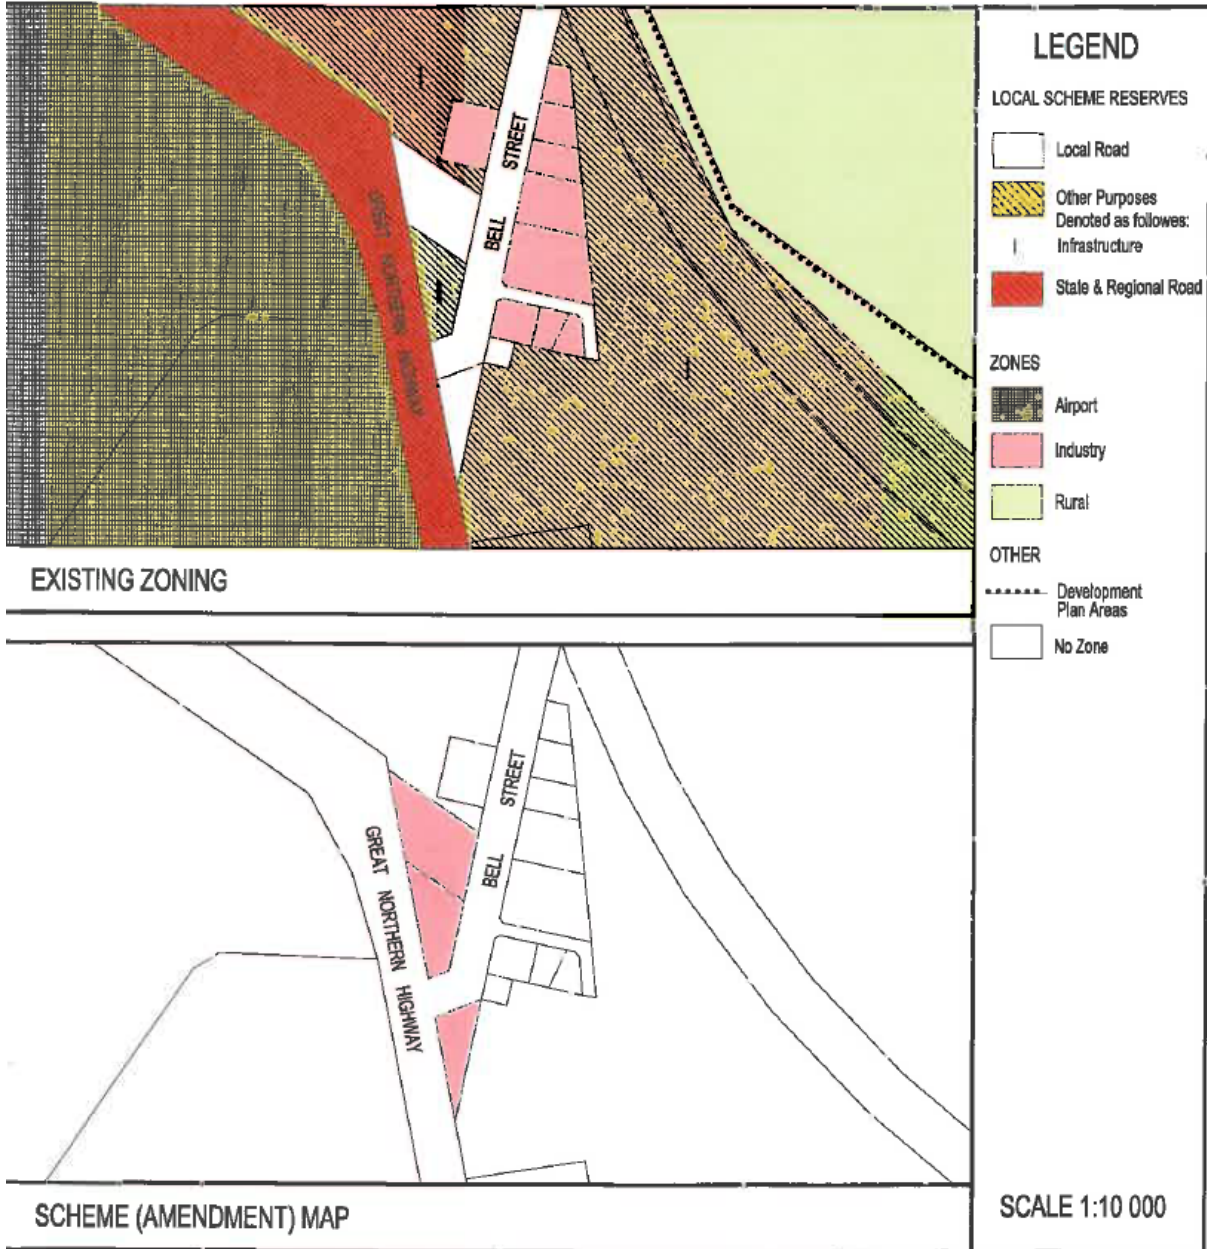 STREET
BELL
GREAT NORTHERN HIGHWAY
EXISTING ZONING
STREET
BELL
GREAT NORTHERN HIGHWAY
SCHEME (AMENDMENT) MAP
LEGEND
LOCAL SCHEME RESERVES
Local Road
Other Purposes
Denoted as followes:
Infrastructure
State & Regional Road
ZONES
Airport
Industry
Rural
OTHER
Development
Plan Areas
No Zone
SCALE 1:10 000